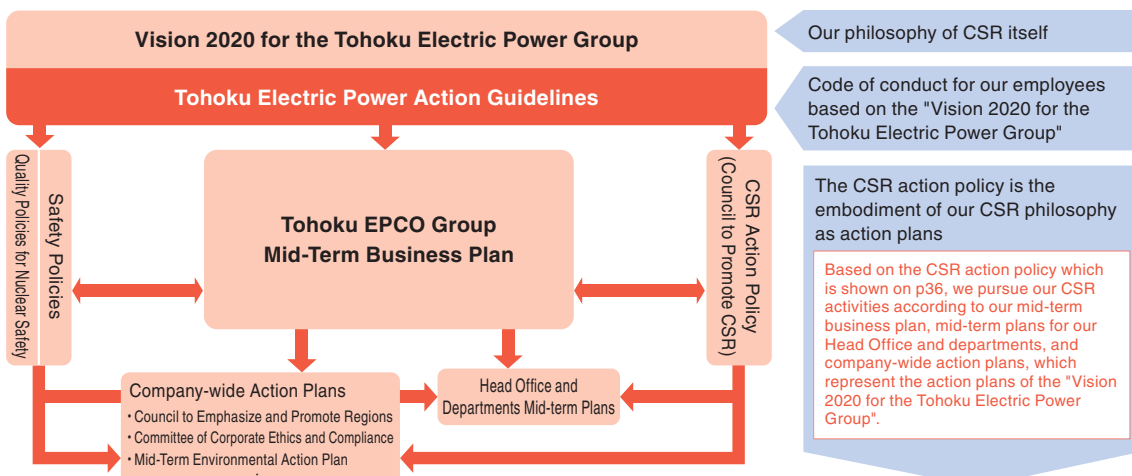 Vision 2020 for the Tohoku Electric Power Group
Our philosophy of CSR itself
Tohoku Electric Power Action Guidelines
Code of conduct for our employees
based on the "Vision 2020 for the
Tohoku Electric Power Group"
Quality Policies for Nuclear Safety
Safety Policies
Tohoku EPCO Group
Mid-Term Business Plan
CSR Action Policy
(Council to Promote CSR)
The CSR action policy is the
embodiment of our CSR philosophy
as action plans
Based on the CSR action policy which
is shown on p36, we pursue our CSR
activities according to our mid-term
business plan, mid-term plans for our
Head Office and departments, and
company-wide action plans, which
represent the action plans of the "Vision
2020 for the Tohoku Electric Power
Group".
Company-wide Action Plans
• Council to Emphasize and Promote Regions
• Committee of Corporate Ethics and Compliance
• Mid-Term Environmental Action Plan
Head Office and
Departments Mid-term Plans